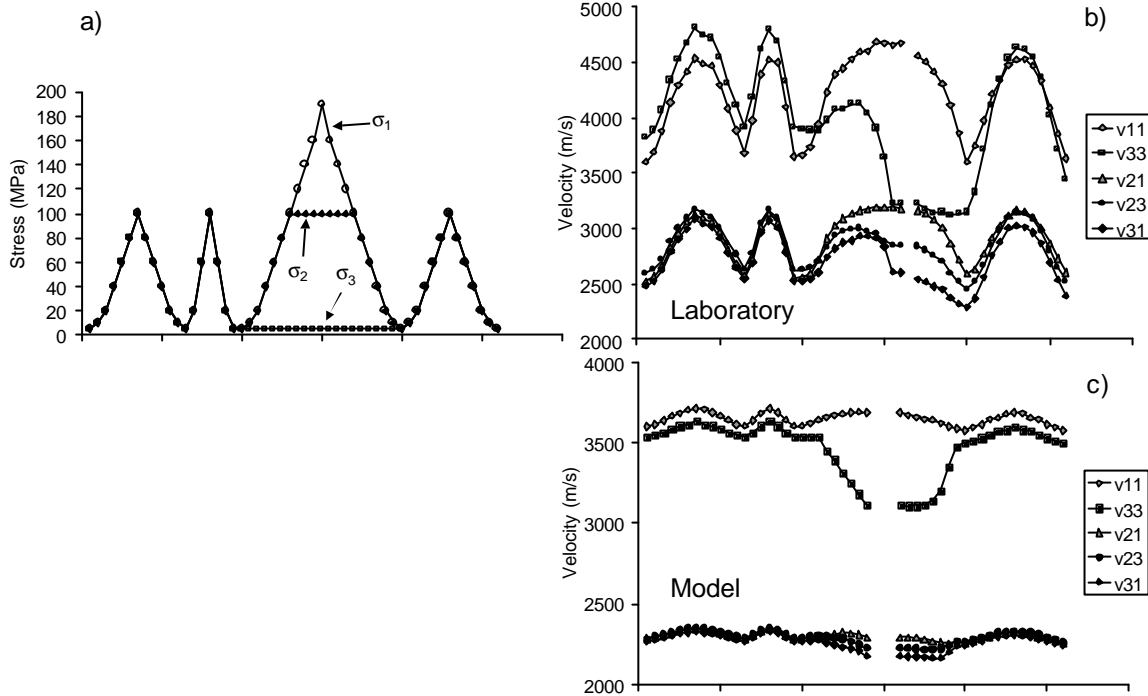 a)
200
180
160
140
120
100
80
60
40
20
0
Stress (MPa)
σ1
σ2
σ3
b)
5000
4500
4000
3500
3000
2500
2000
Velocity (m/s)
Laboratory
v11
v33
v21
v23
v31
c)
4000
3500
3000
2500
2000
Velocity (m/s)
Model
v11
v33
v21
v23
v31